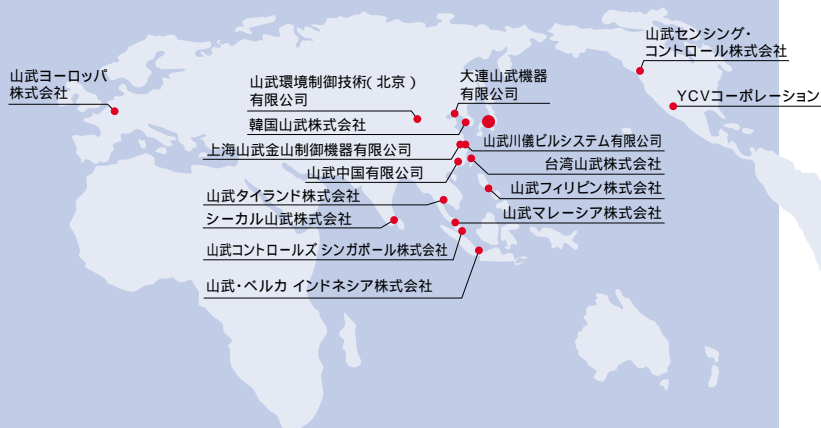 山武ヨーロッパ
株式会社
山武環境制御技術(北京)
有限公司
韓国山武株式会社
上海山武金山制御機器有限公司
山武中国有限公司
山武タイランド株式会社
シーカル山武株式会社
山武コントロールズ シンガポール株式会社
山武・ベルカ インドネシア株式会社
大連山武機器
有限公司
山武川儀ビルシステム有限公司
台湾山武株式会社
山武フィリピン株式会社
山武マレーシア株式会社
山武センシング・
コントロール株式会社
YCVコーポレーション